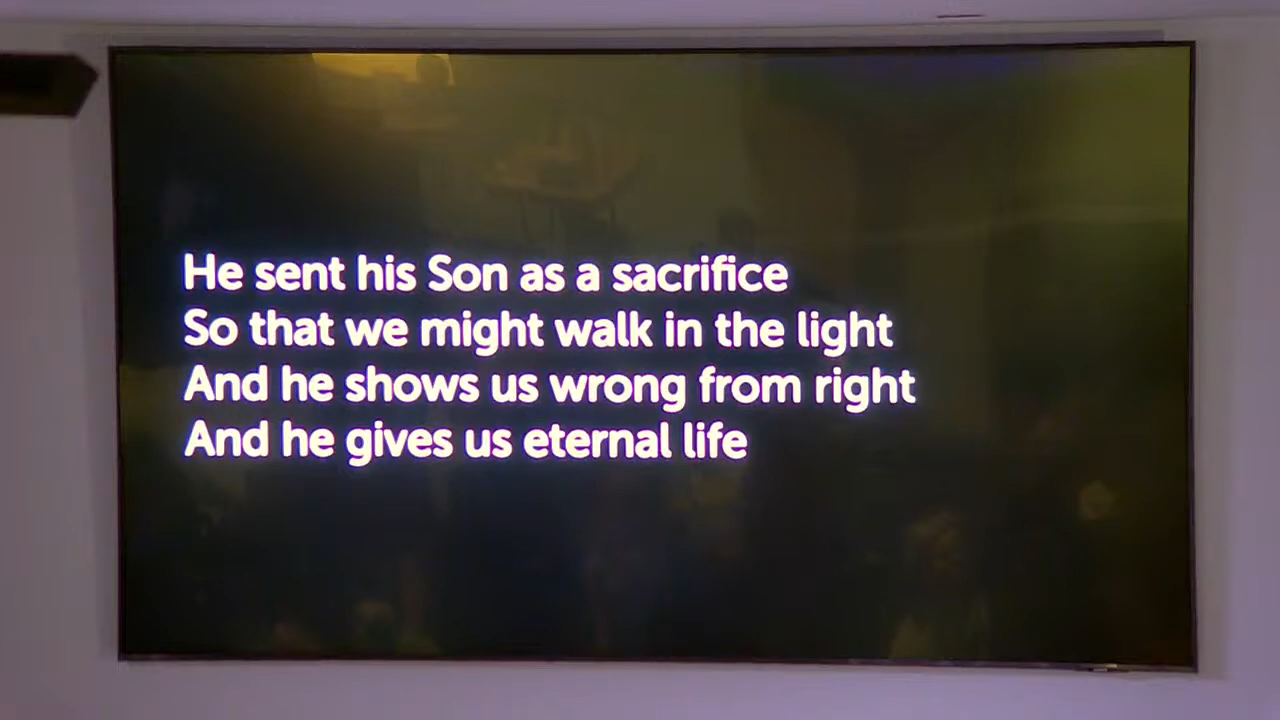 He sent his Son as a sacrifice
So that we might walk in the light
And he shows us wrong from right
And he gives us eternal life